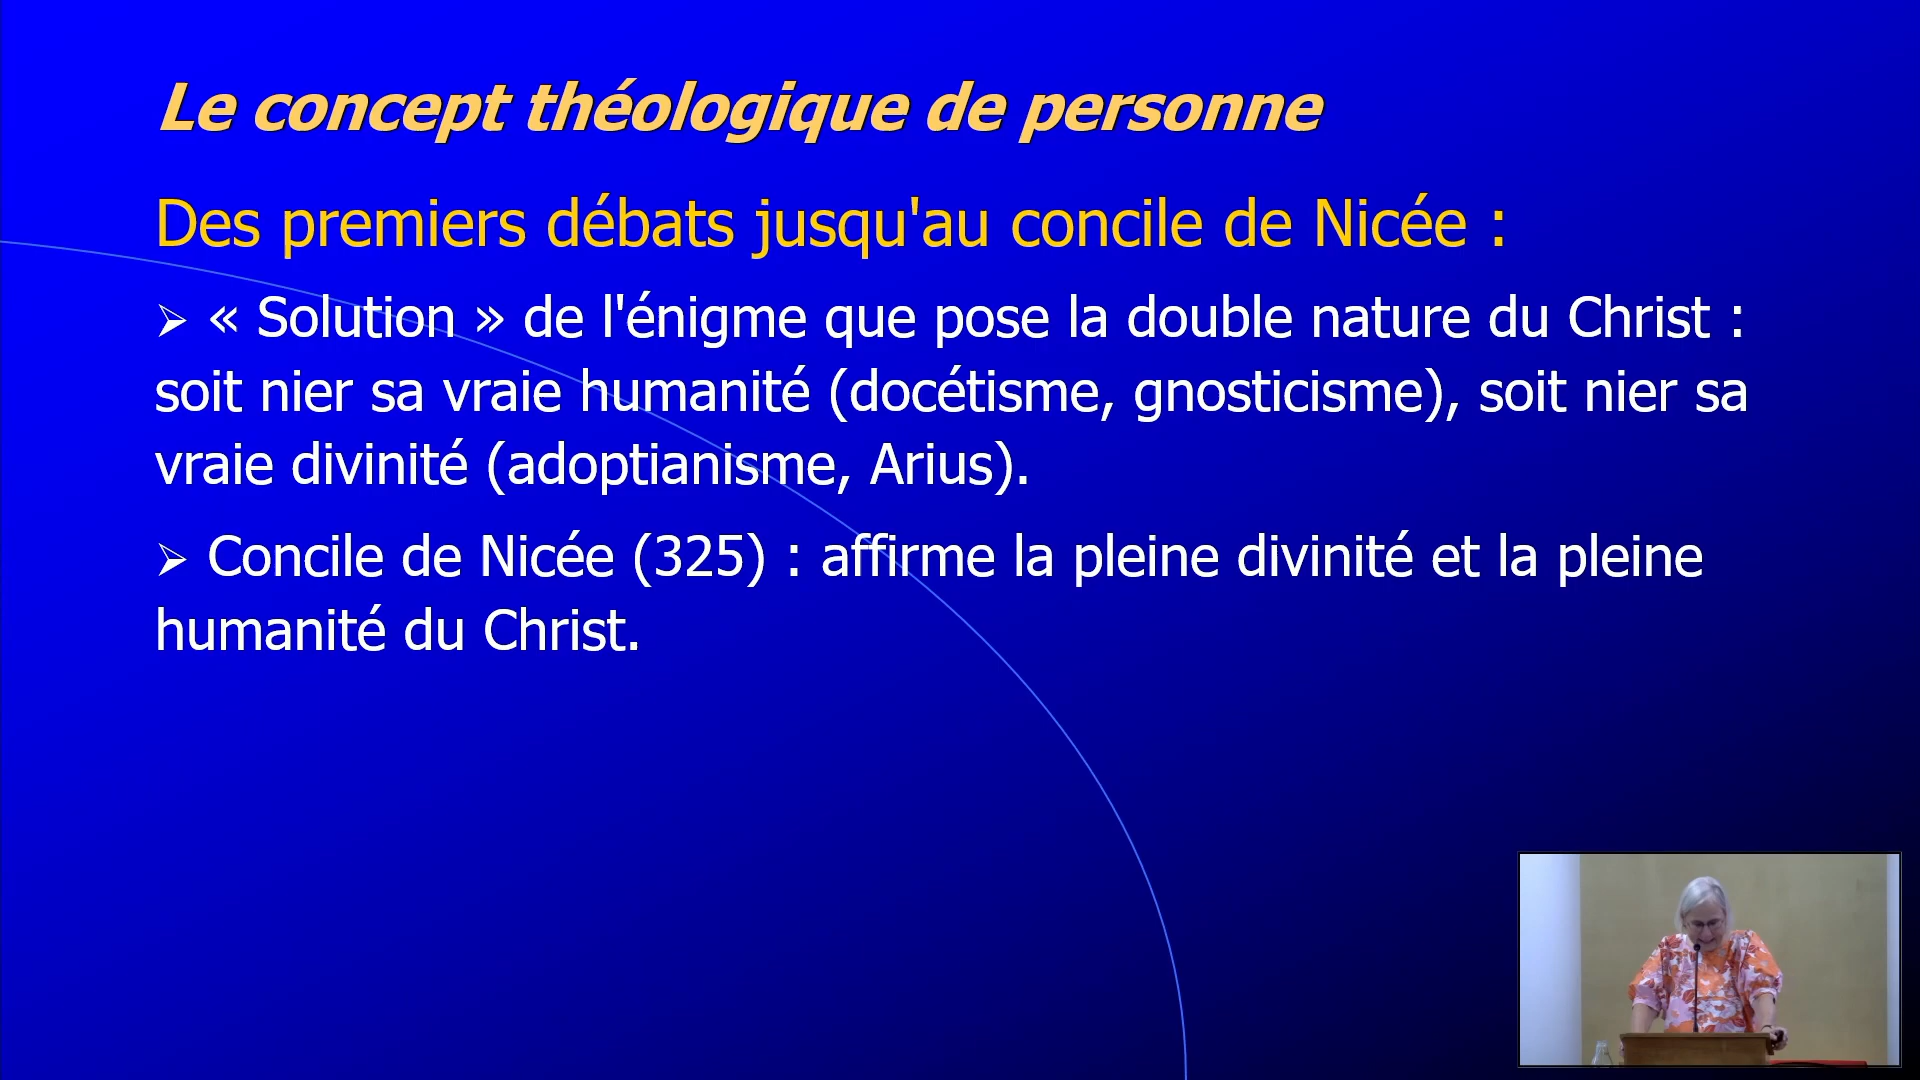 Le concept théologique de personne
Des premiers débats jusqu'au concile de Nicée :
➢ « Solution » de l'énigme que pose la double nature du Christ :
soit nier sa vraie humanité (docétisme, gnosticisme), soit nier sa
vraie divinité (adoptianisme, Arius).
➢ Concile de Nicée (325) : affirme la pleine divinité et la pleine
humanité du Christ.